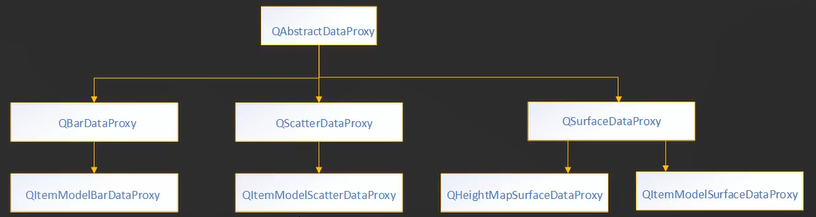 QAbstractDataProxy
QBarDataProxy
QScatterDataProxy
QSurfaceDataProxy
QItemModelBarDataProxy
QItemModelScatterDataProxy
QHeightMapSurfaceDataProxy
QItemModelSurfaceDataProxy